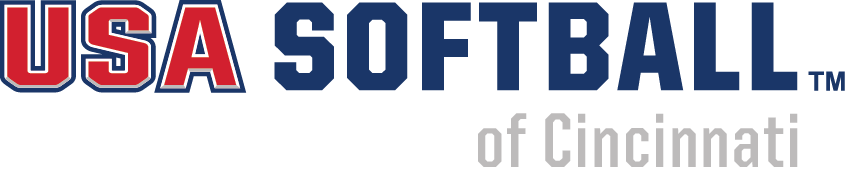 USA SOFTBALL™
of Cincinnati